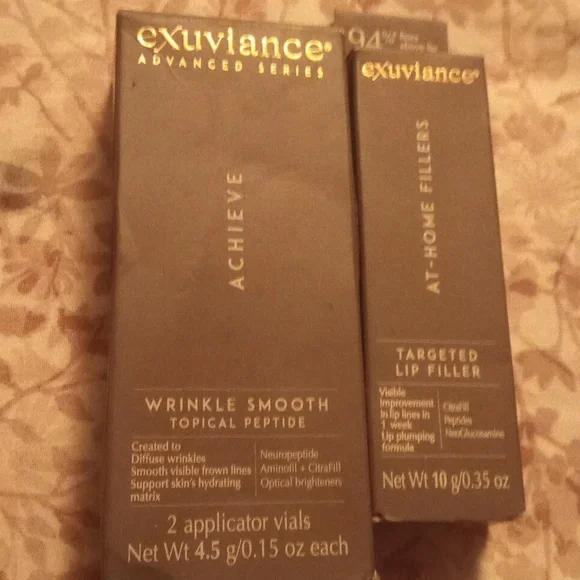 exuviance®
ADVANCED SERIES
ACHIEVE
WRINKLE SMOOTH
TOPICAL PEPTIDE
Created to
Diffuse wrinkles
Smooth visible frown lines
Support skin's hydrating
matrix
Neuropeptide
Aminofil + CitraFill
Optical brighteners
2 applicator vials
Net Wt 4.5 g/0.15 oz each
94%
exuviance®
AT-HOME FILLERS
TARGETED
LIP FILLER
Visible
improvement
in lip lines in
1 week
Lip plumping
formula
CitraFill
Peptides
NeoGlucosamine
Net Wt 10 g/0.35 oz